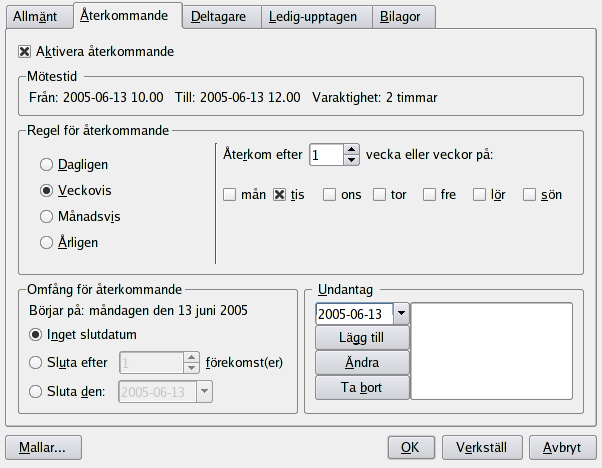 Allmänt Återkommande Deltagare Ledig-upptagen Bilagor
Aktivera återkommande
Mötestid
Från: 2005-06-13 10.00 Till: 2005-06-13 12.00 Varaktighet: 2 timmar
Regel för återkommande
Dagligen
Veckovis
Månadsvis
Årligen
Återkom efter 1 vecka eller veckor på:
mån tis ons tor fre lör sön
Omfång för återkommande
Börjar på: måndagen den 13 juni 2005
Inget slutdatum
Sluta efter 1 förekomst(er)
Sluta den: 2005-06-13
Undantag
2005-06-13
Lägg till
Ändra
Ta bort
Mallar... OK Verkställ Avbryt